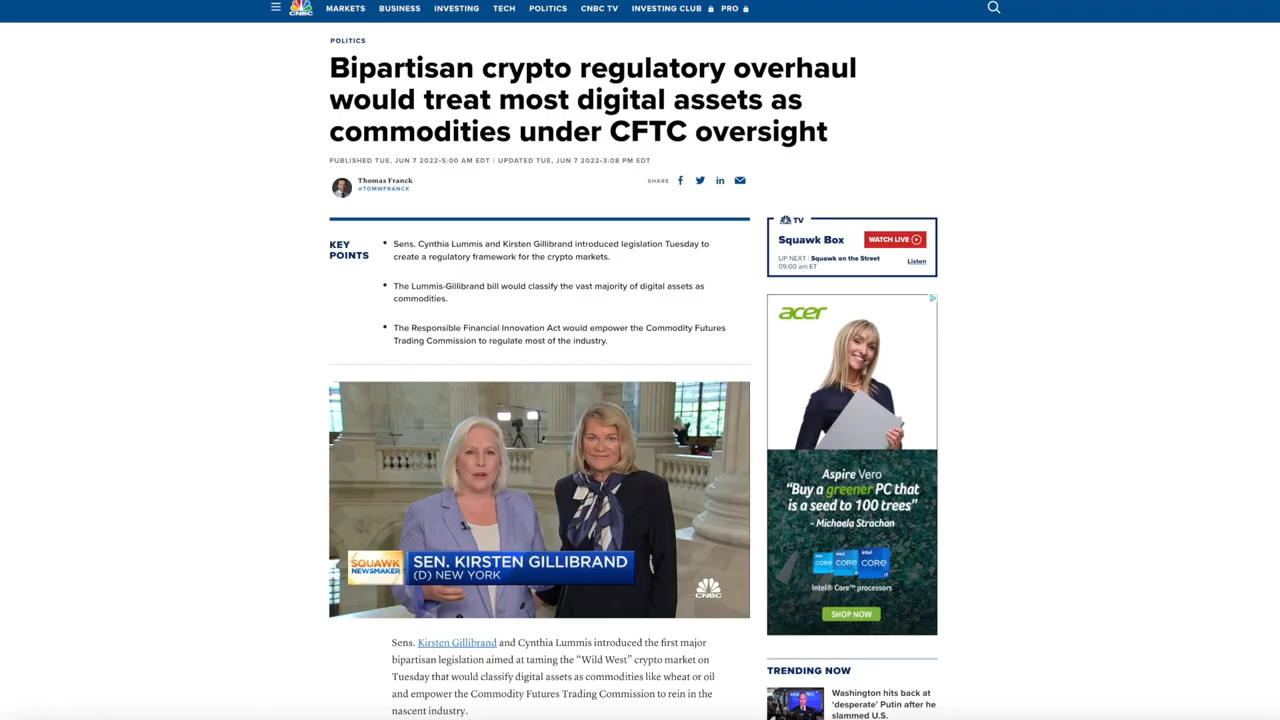 CNBC
MARKETS BUSINESS INVESTING TECH POLITICS CNBC TV INVESTING CLUB PRO
POLITICS
Bipartisan crypto regulatory overhaul
would treat most digital assets as
commodities under CFTC oversight
PUBLISHED TUE, JUN 7 2022-5:00 AM EDT | UPDATED TUE, JUN 7 2022-3:08 PM EDT
Thomas Franck
@TOMWFRANCK
SHARE
KEY
POINTS
Sens. Cynthia Lummis and Kirsten Gillibrand introduced legislation Tuesday to
create a regulatory framework for the crypto markets.
The Lummis-Gillibrand bill would classify the vast majority of digital assets as
commodities.
The Responsible Financial Innovation Act would empower the Commodity Futures
Trading Commission to regulate most of the industry.
SQUAWK
NEWSMAKER
SEN. KIRSTEN GILLIBRAND
(D) NEW YORK
CNBC
Sens. Kirsten Gillibrand and Cynthia Lummis introduced the first major
bipartisan legislation aimed at taming the “Wild West” crypto market on
Tuesday that would classify digital assets as commodities like wheat or oil
and empower the Commodity Futures Trading Commission to rein in the
nascent industry.
TV
Squawk Box
WATCH LIVE
UP NEXT | Squawk on the Street
09:00 am ET
Listen
acer
Aspire Vero
“Buy a greener PC that
is a seed to 100 trees”
- Michaela Strachan
intel CORE intel CORE intel CORE
Intel® Core™ processors
SHOP NOW
TRENDING NOW
Washington hits back at
‘desperate’ Putin after he
slammed U.S.